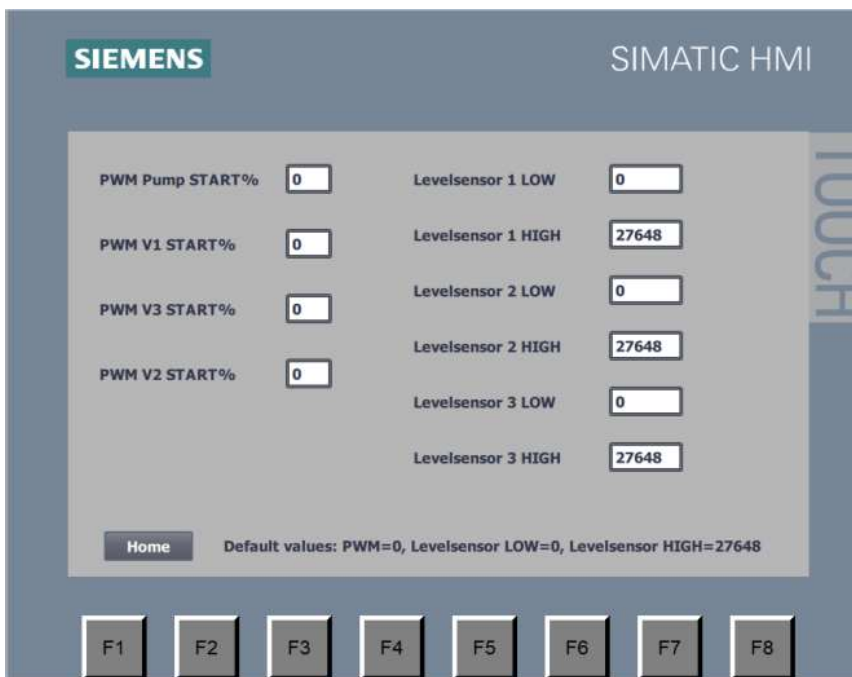 SIEMENS
SIMATIC HMI
TOUCH
PWM Pump START% 0
Levelsensor 1 LOW 0
PWM V1 START% 0
Levelsensor 1 HIGH 27648
Levelsensor 2 LOW 0
PWM V3 START% 0
Levelsensor 2 HIGH 27648
PWM V2 START% 0
Levelsensor 3 LOW 0
Levelsensor 3 HIGH 27648
Home
Default values: PWM=0, Levelsensor LOW=0, Levelsensor HIGH=27648
F1 F2 F3 F4 F5 F6 F7 F8